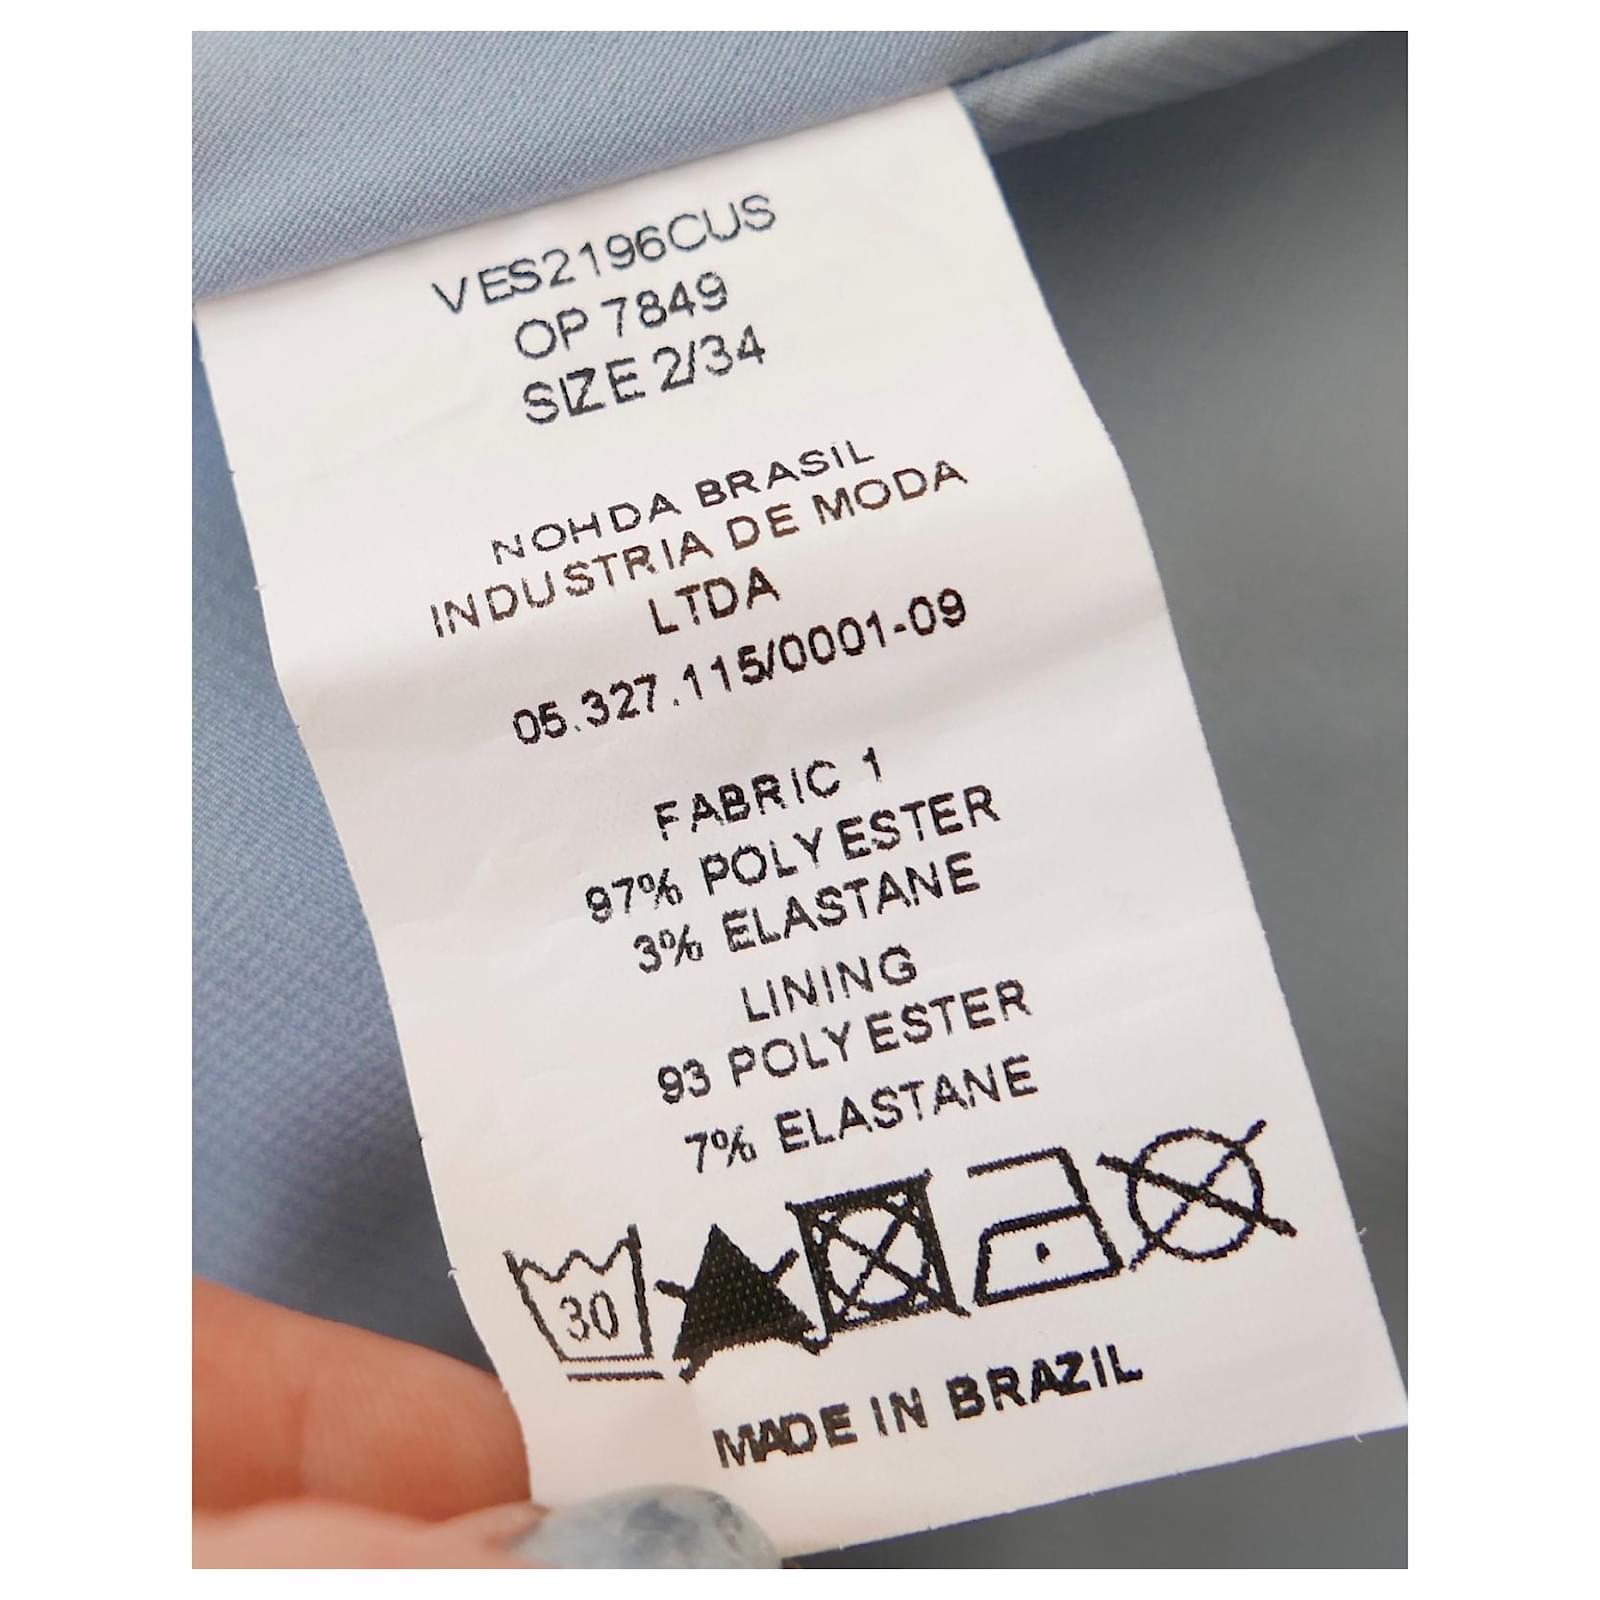 VES2196CUS
OP 7849
SIZE 2/34
NOHDA BRASIL
INDUSTRIA DE MODA
LTDA
05.327.115/0001-09
FABRIC 1
97% POLYESTER
3% ELASTANE
LINING
93 POLYESTER
7% ELASTANE
30
MADE IN BRAZIL